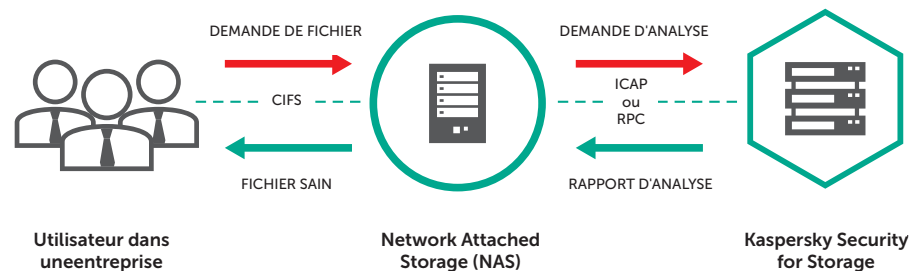 DEMANDE DE FICHIER
DEMANDE D'ANALYSE
CIFS
ICAP
ou
RPC
FICHIER SAIN
RAPPORT D'ANALYSE
Utilisateur dans
uneentreprise
Network Attached
Storage (NAS)
Kaspersky Security
for Storage